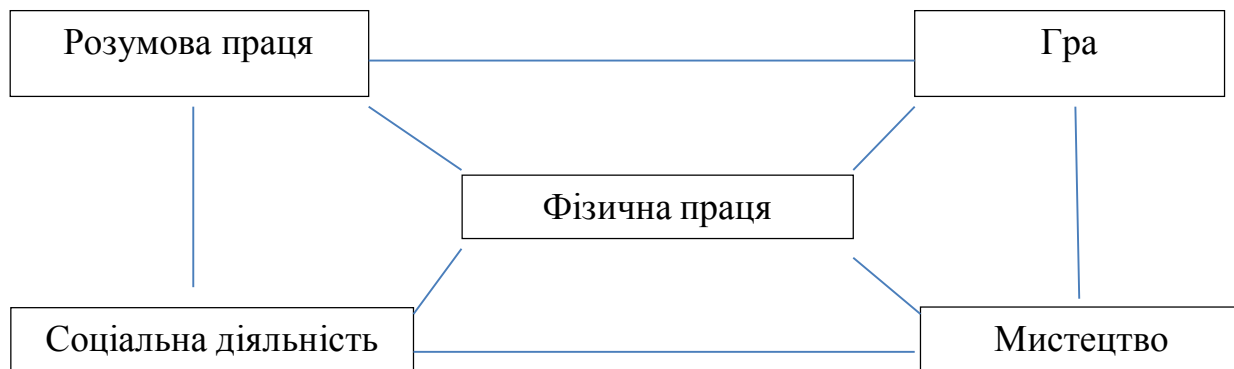 Розумова праця
Гра
Фізична праця
Соціальна діяльність
Мистецтво